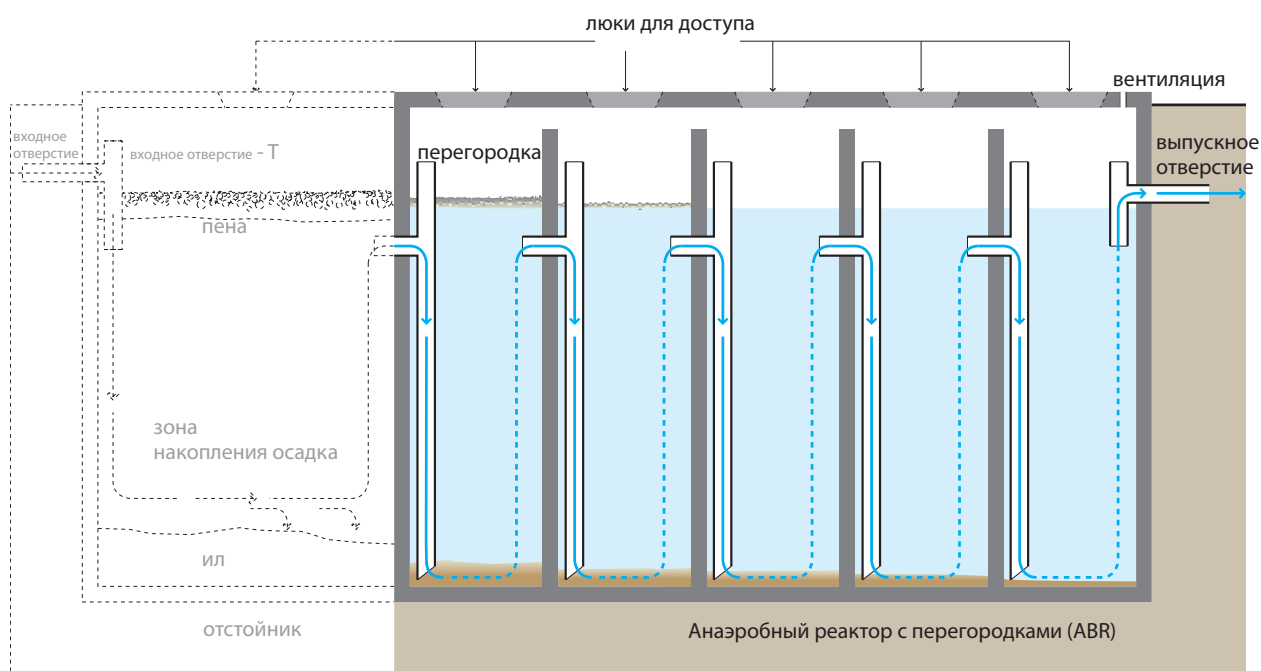 люки для доступа
вентиляция
входное
отверстие
входное отверстие - Т
перегородка
выпускное
отверстие
пена
зона
накопления осадка
ил
отстойник
Анаэробный реактор с перегородками (ABR)